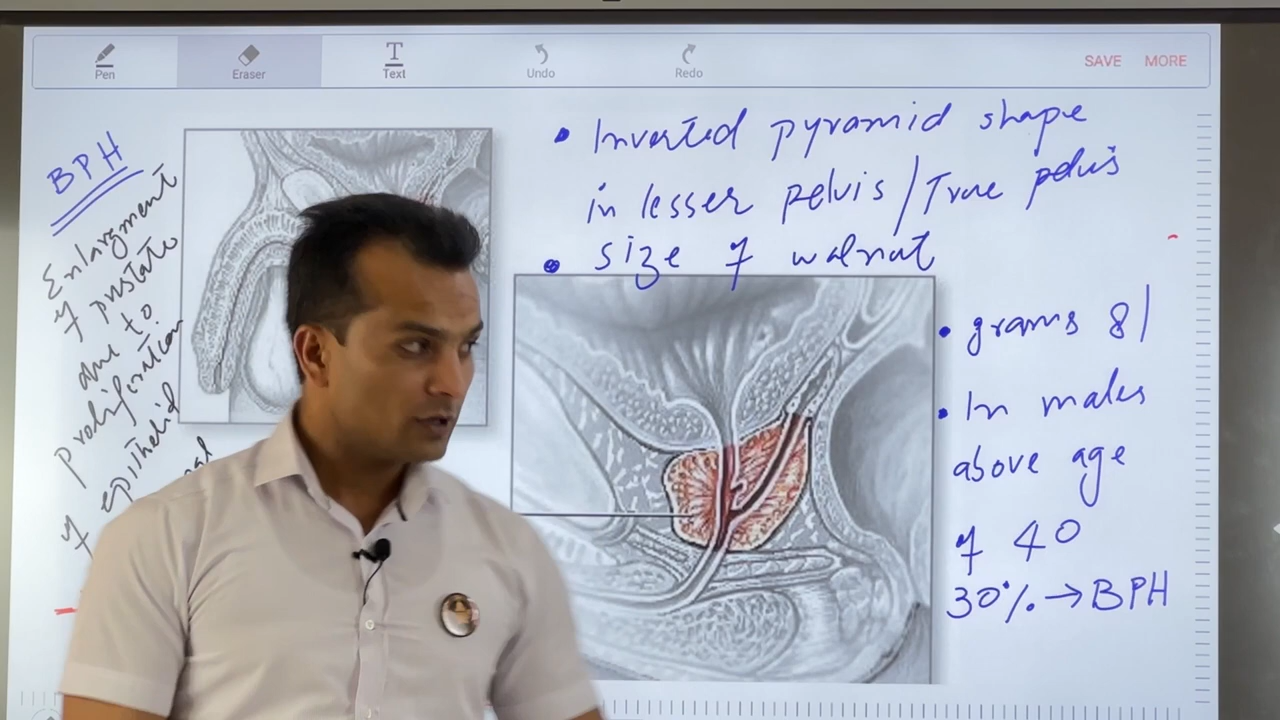 Pen
Eraser
Text
Undo
Redo
SAVE
MORE
BPH
Enlargment
of prostate
due to
proliferation
of epithelial
• Inverted pyramid shape
in lesser pelvis / True pelvis
• size of walnut
• grams 8/
• In males
above age
of 40
30% → BPH